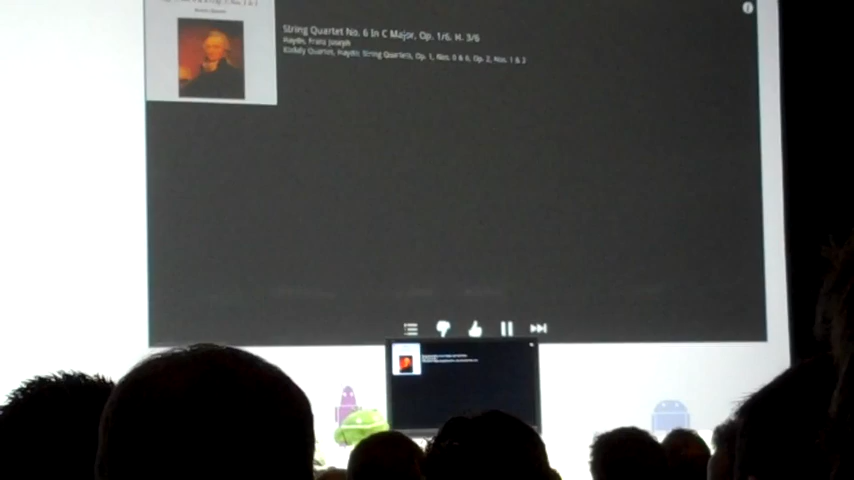 String Quartet No. 6 In C Major, Op. 1/6, H. 3/6
Haydn, Franz Joseph
Kodály Quartet, Haydn: String Quartets, Op. 1, Nos. 0 & 6, Op. 2, Nos. 1 & 2